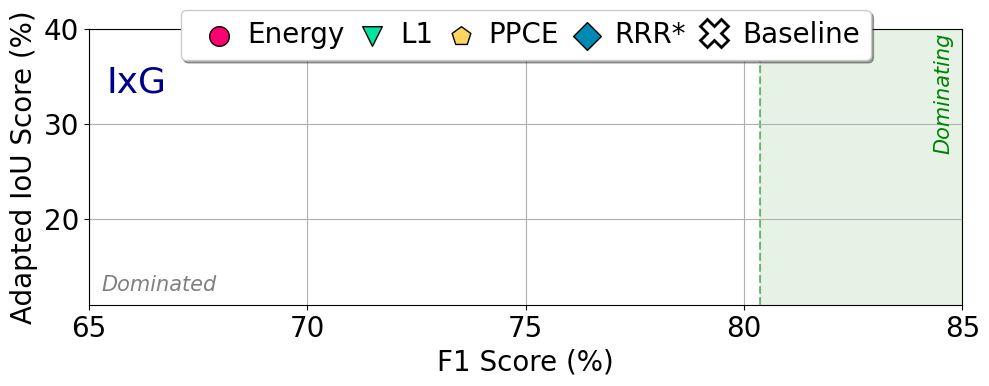 Energy L1 PPCE RRR* Baseline
IxG
Dominating
Dominated
Adapted IoU Score (%)
40
30
20
65 70 75 80 85
F1 Score (%)